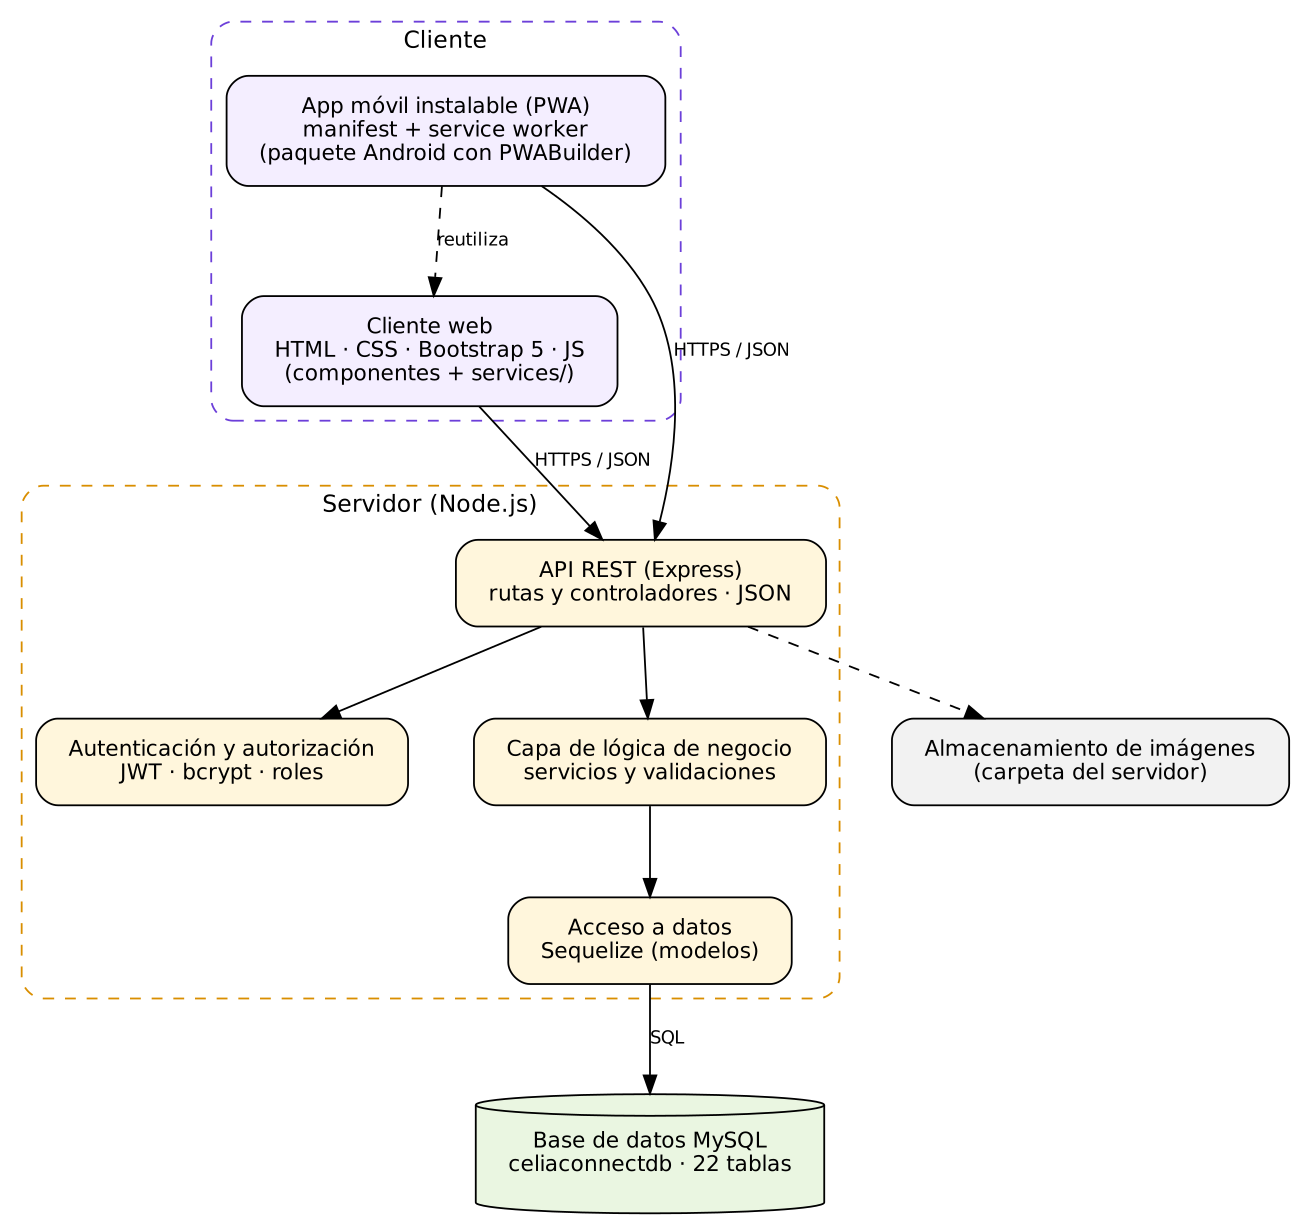 Cliente
App móvil instalable (PWA)
manifest + service worker
(paquete Android con PWABuilder)
reutiliza
Cliente web
HTML · CSS · Bootstrap 5 · JS
(componentes + services/)
HTTPS / JSON
HTTPS / JSON
Servidor (Node.js)
API REST (Express)
rutas y controladores · JSON
Autenticación y autorización
JWT · bcrypt · roles
Capa de lógica de negocio
servicios y validaciones
Almacenamiento de imágenes
(carpeta del servidor)
Acceso a datos
Sequelize (modelos)
SQL
Base de datos MySQL
celiaconnectdb · 22 tablas